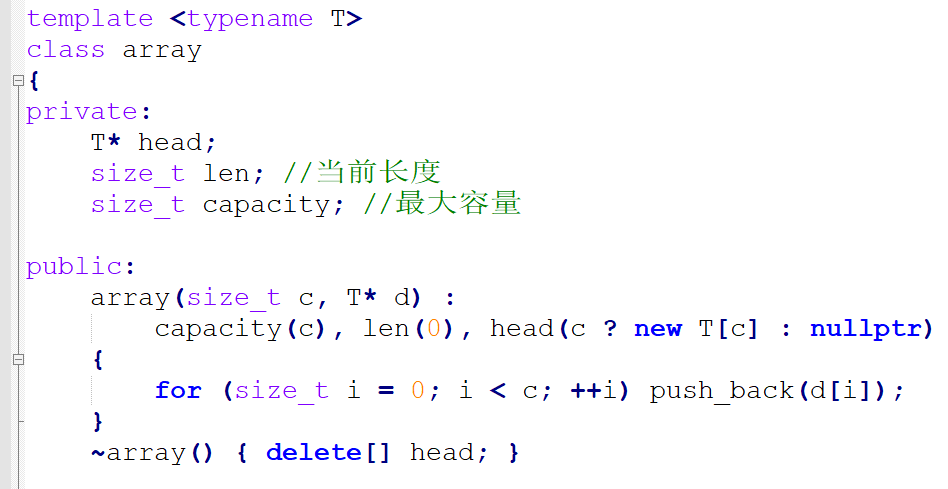 template <typename T>
class array
{
private:
    T* head;
    size_t len; //当前长度
    size_t capacity; //最大容量

public:
    array(size_t c, T* d) :
        capacity(c), len(0), head(c ? new T[c] : nullptr)
    {
        for (size_t i = 0; i < c; ++i) push_back(d[i]);
    }
    ~array() { delete[] head; }